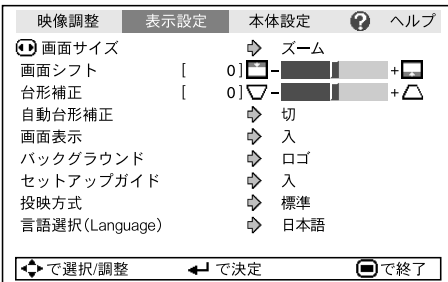 映像調整 表示設定 本体設定 ? ヘルプ
画面サイズ ズーム
画面シフト [ 0] - +
台形補正 [ 0] - +
自動台形補正 切
画面表示 入
バックグラウンド ロゴ
セットアップガイド 入
投映方式 標準
言語選択(Language) 日本語
で選択/調整 で決定 で終了